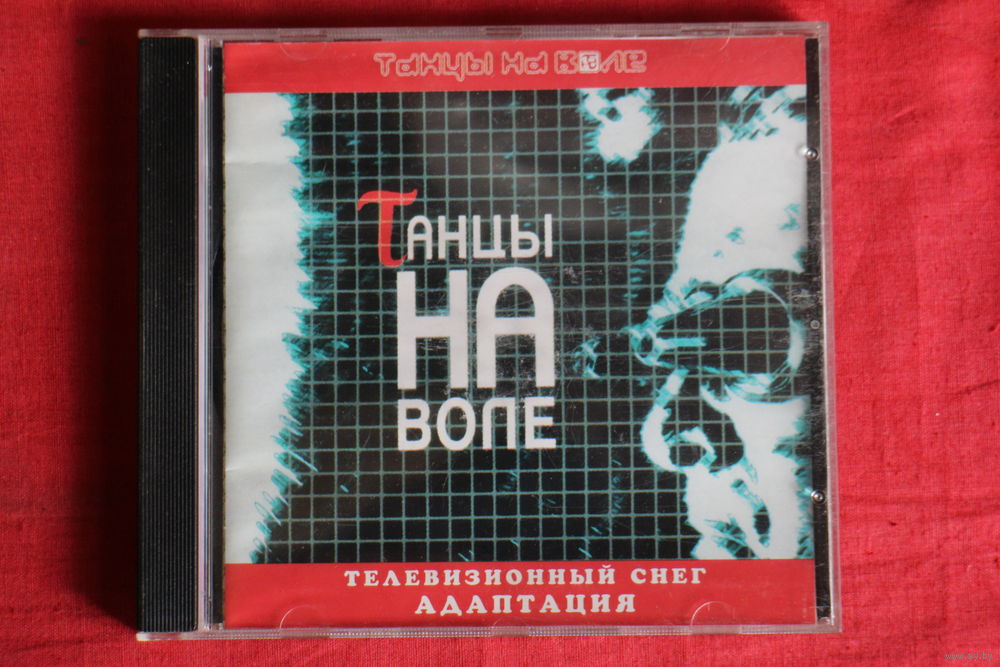 танцы на воле
Танцы
на
воле
Телевизионный снег
Адаптация